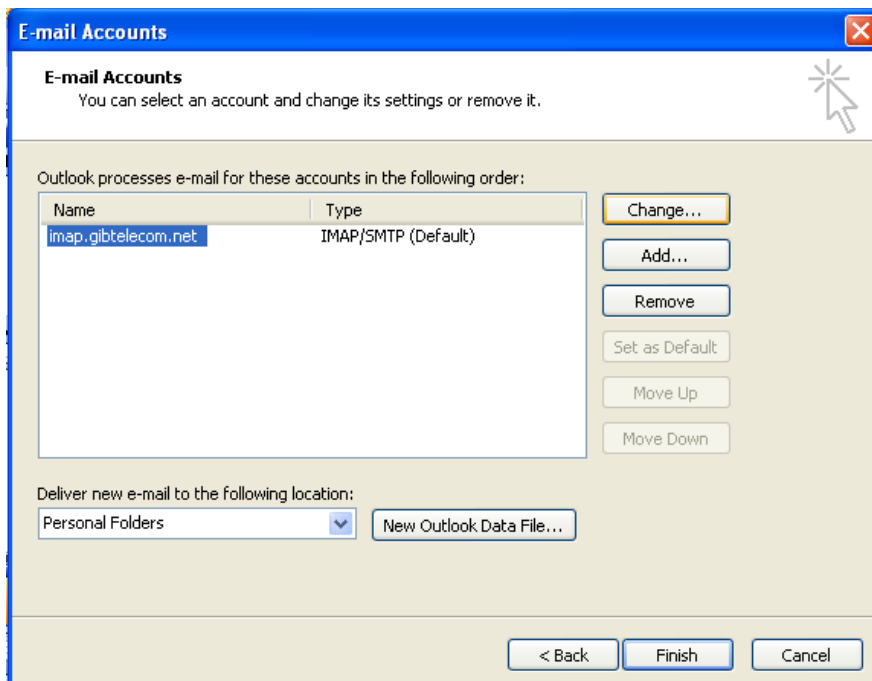 E-mail Accounts
E-mail Accounts
You can select an account and change its settings or remove it.
Outlook processes e-mail for these accounts in the following order:
Name Type
imap.gibtelecom.net IMAP/SMTP (Default)
Change...
Add...
Remove
Set as Default
Move Up
Move Down
Deliver new e-mail to the following location:
Personal Folders New Outlook Data File...
< Back Finish Cancel